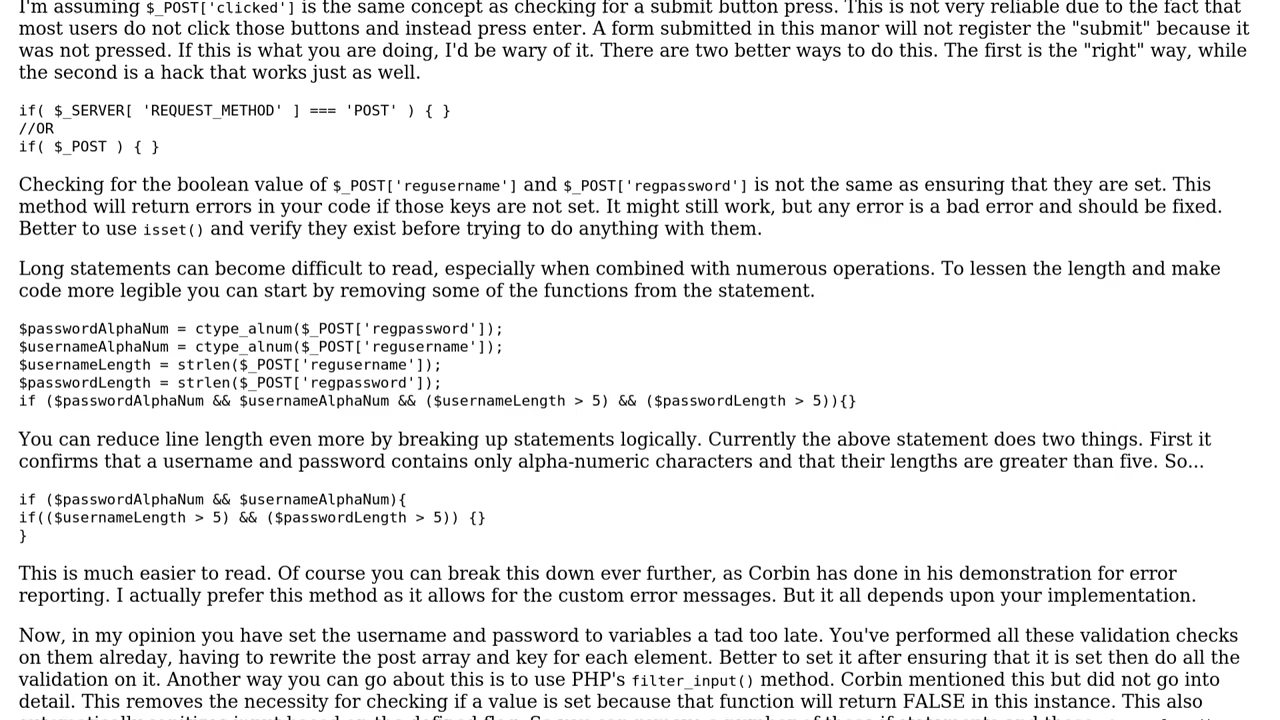 I'm assuming $_POST['clicked'] is the same concept as checking for a submit button press. This is not very reliable due to the fact that
most users do not click those buttons and instead press enter. A form submitted in this manor will not register the "submit" because it
was not pressed. If this is what you are doing, I'd be wary of it. There are two better ways to do this. The first is the "right" way, while
the second is a hack that works just as well.
if( $_SERVER[ 'REQUEST_METHOD' ] === 'POST' ) { }
//OR
if( $_POST ) { }
Checking for the boolean value of $_POST['regusername'] and $_POST['regpassword'] is not the same as ensuring that they are set. This
method will return errors in your code if those keys are not set. It might still work, but any error is a bad error and should be fixed.
Better to use isset() and verify they exist before trying to do anything with them.
Long statements can become difficult to read, especially when combined with numerous operations. To lessen the length and make
code more legible you can start by removing some of the functions from the statement.
$passwordAlphaNum = ctype_alnum($_POST['regpassword']);
$usernameAlphaNum = ctype_alnum($_POST['regusername']);
$usernameLength = strlen($_POST['regusername']);
$passwordLength = strlen($_POST['regpassword']);
if ($passwordAlphaNum && $usernameAlphaNum && ($usernameLength > 5) && ($passwordLength > 5)){}
You can reduce line length even more by breaking up statements logically. Currently the above statement does two things. First it
confirms that a username and password contains only alpha-numeric characters and that their lengths are greater than five. So...
if ($passwordAlphaNum && $usernameAlphaNum){
if(($usernameLength > 5) && ($passwordLength > 5)) {}
}
This is much easier to read. Of course you can break this down ever further, as Corbin has done in his demonstration for error
reporting. I actually prefer this method as it allows for the custom error messages. But it all depends upon your implementation.
Now, in my opinion you have set the username and password to variables a tad too late. You've performed all these validation checks
on them alreday, having to rewrite the post array and key for each element. Better to set it after ensuring that it is set then do all the
validation on it. Another way you can go about this is to use PHP's filter_input() method. Corbin mentioned this but did not go into
detail. This removes the necessity for checking if a value is set because that function will return FALSE in this instance. This also